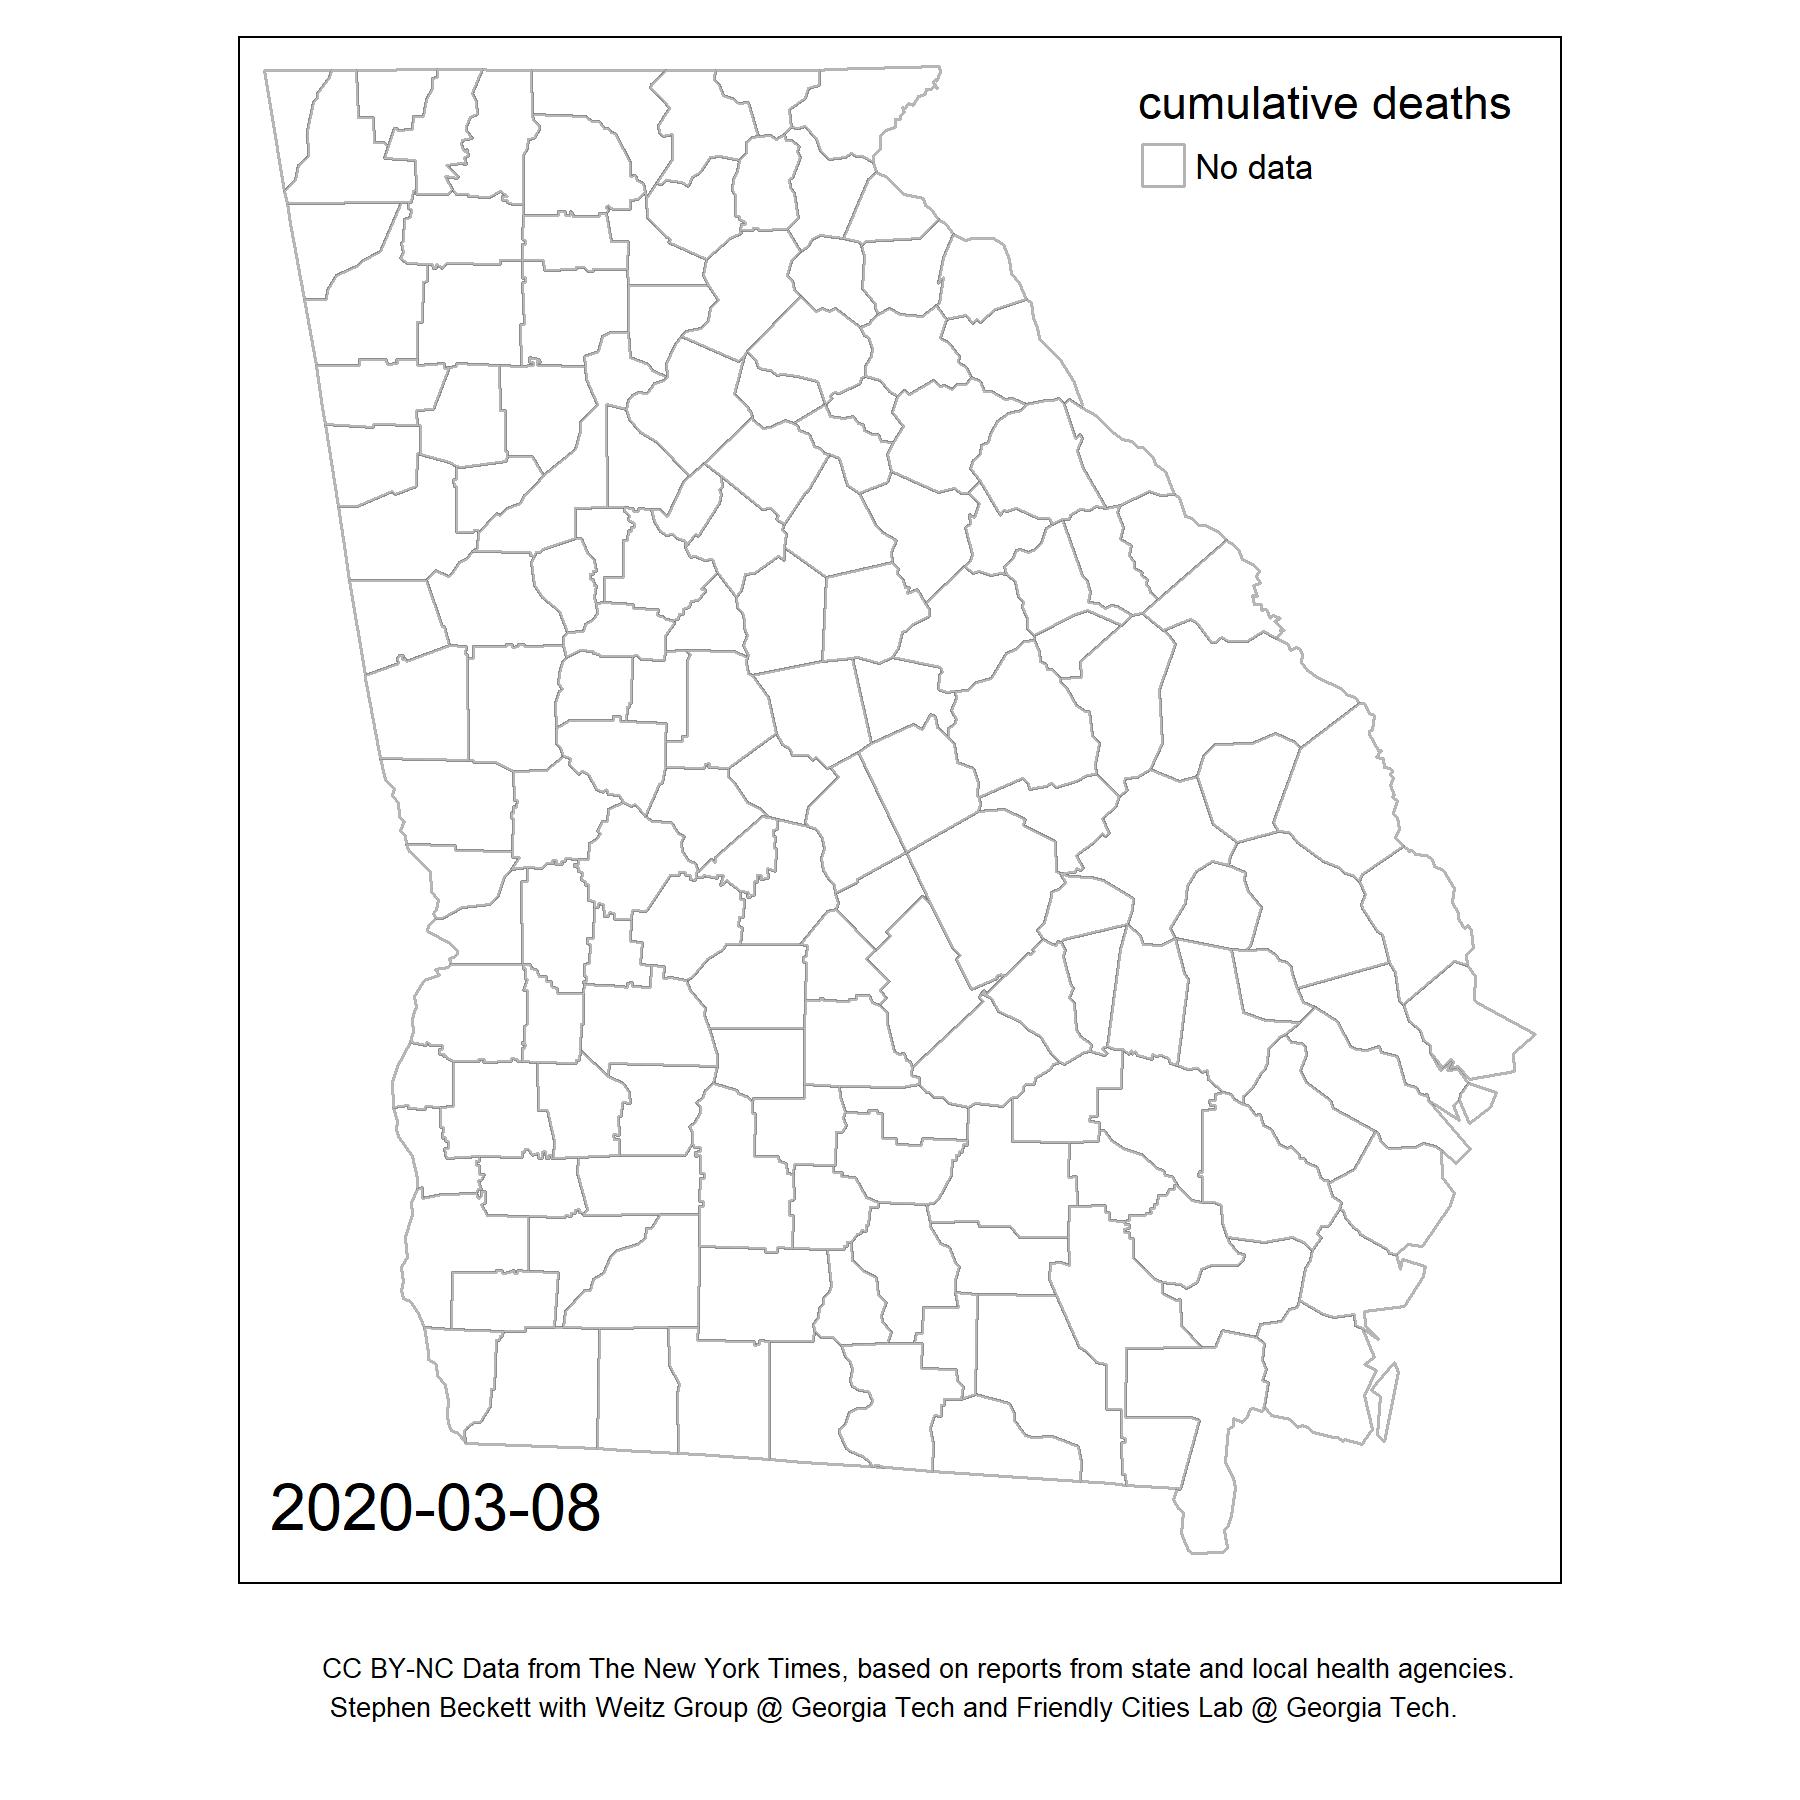 cumulative deaths
No data
2020-03-08
CC BY-NC Data from The New York Times, based on reports from state and local health agencies.
Stephen Beckett with Weitz Group @ Georgia Tech and Friendly Cities Lab @ Georgia Tech.